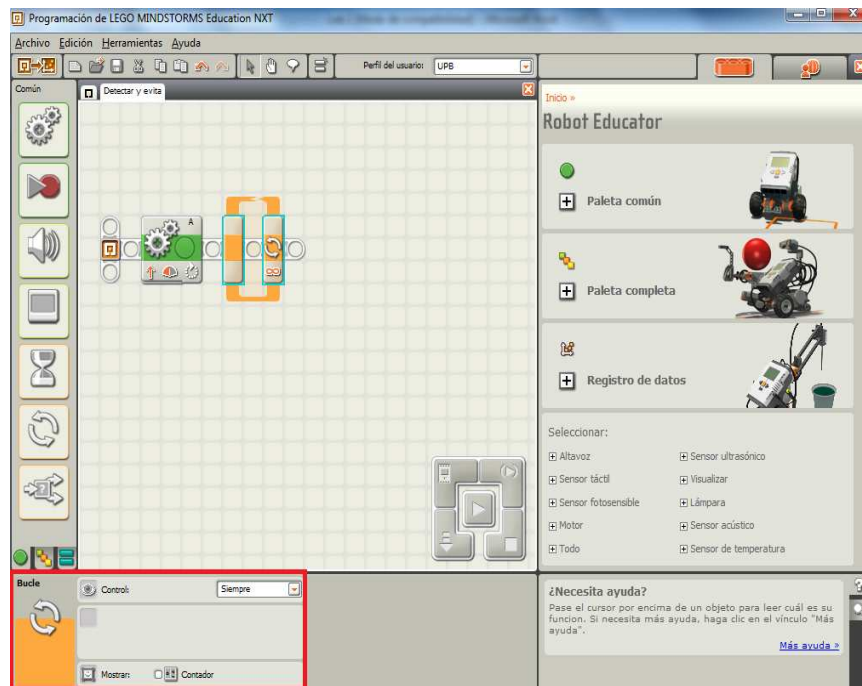 Programación de LEGO MINDSTORMS Education NXT
Archivo Edición Herramientas Ayuda
Perfil del usuario: UPB
Común
Detectar y evita
A
Inicio »
Robot Educator
Paleta común
Paleta completa
Registro de datos
Seleccionar:
Altavoz
Sensor ultrasónico
Sensor táctil
Visualizar
Sensor fotosensible
Lámpara
Motor
Sensor acústico
Todo
Sensor de temperatura
Bucle
Control:
Siempre
Mostrar:
Contador
¿Necesita ayuda?
Pase el cursor por encima de un objeto para leer cuál es su
funcion. Si necesita más ayuda, haga clic en el vínculo "Más
ayuda".
Más ayuda »